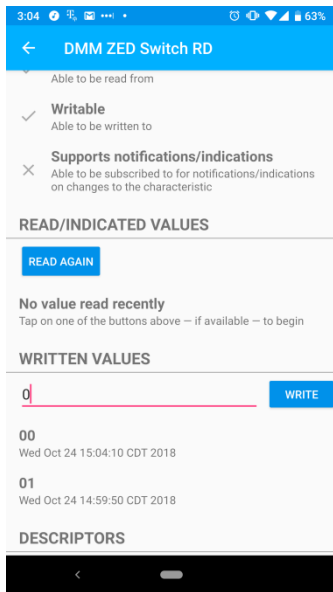 3:04 63%
DMM ZED Switch RD
Able to be read from
Writable
Able to be written to
Supports notifications/indications
Able to be subscribed to for notifications/indications
on changes to the characteristic
READ/INDICATED VALUES
READ AGAIN
No value read recently
Tap on one of the buttons above — if available — to begin
WRITTEN VALUES
0 WRITE
00
Wed Oct 24 15:04:10 CDT 2018
01
Wed Oct 24 14:59:50 CDT 2018
DESCRIPTORS